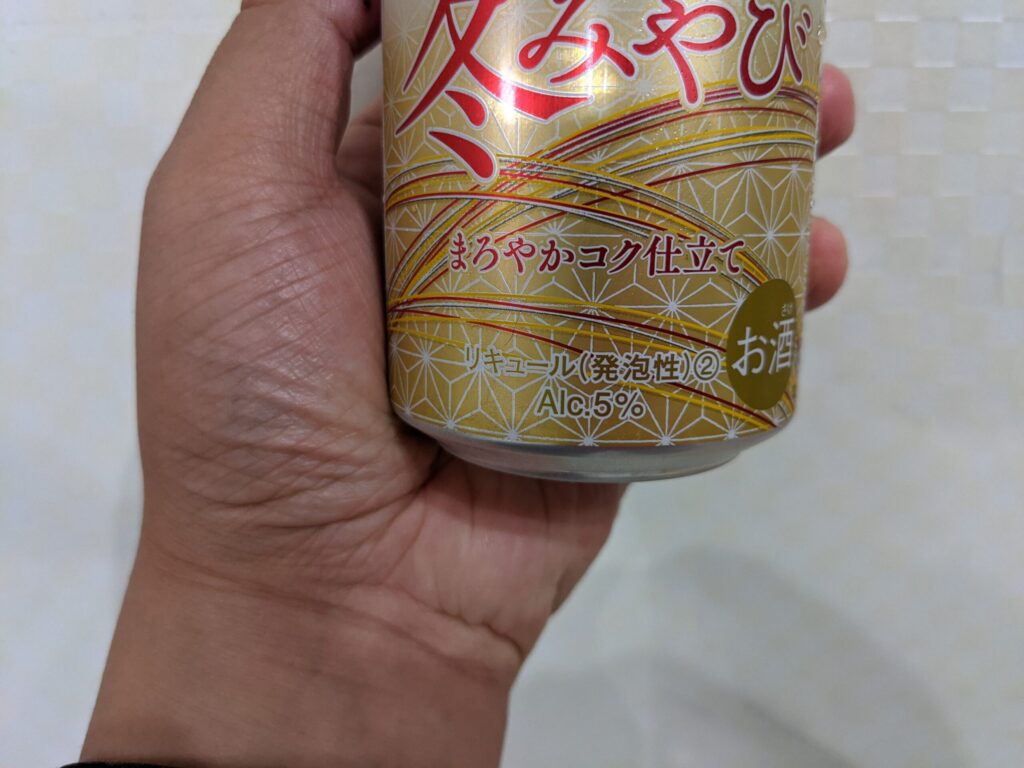 冬みやび
まろやかコク仕立て
リキュール(発泡性)②
Alc.5%
お酒